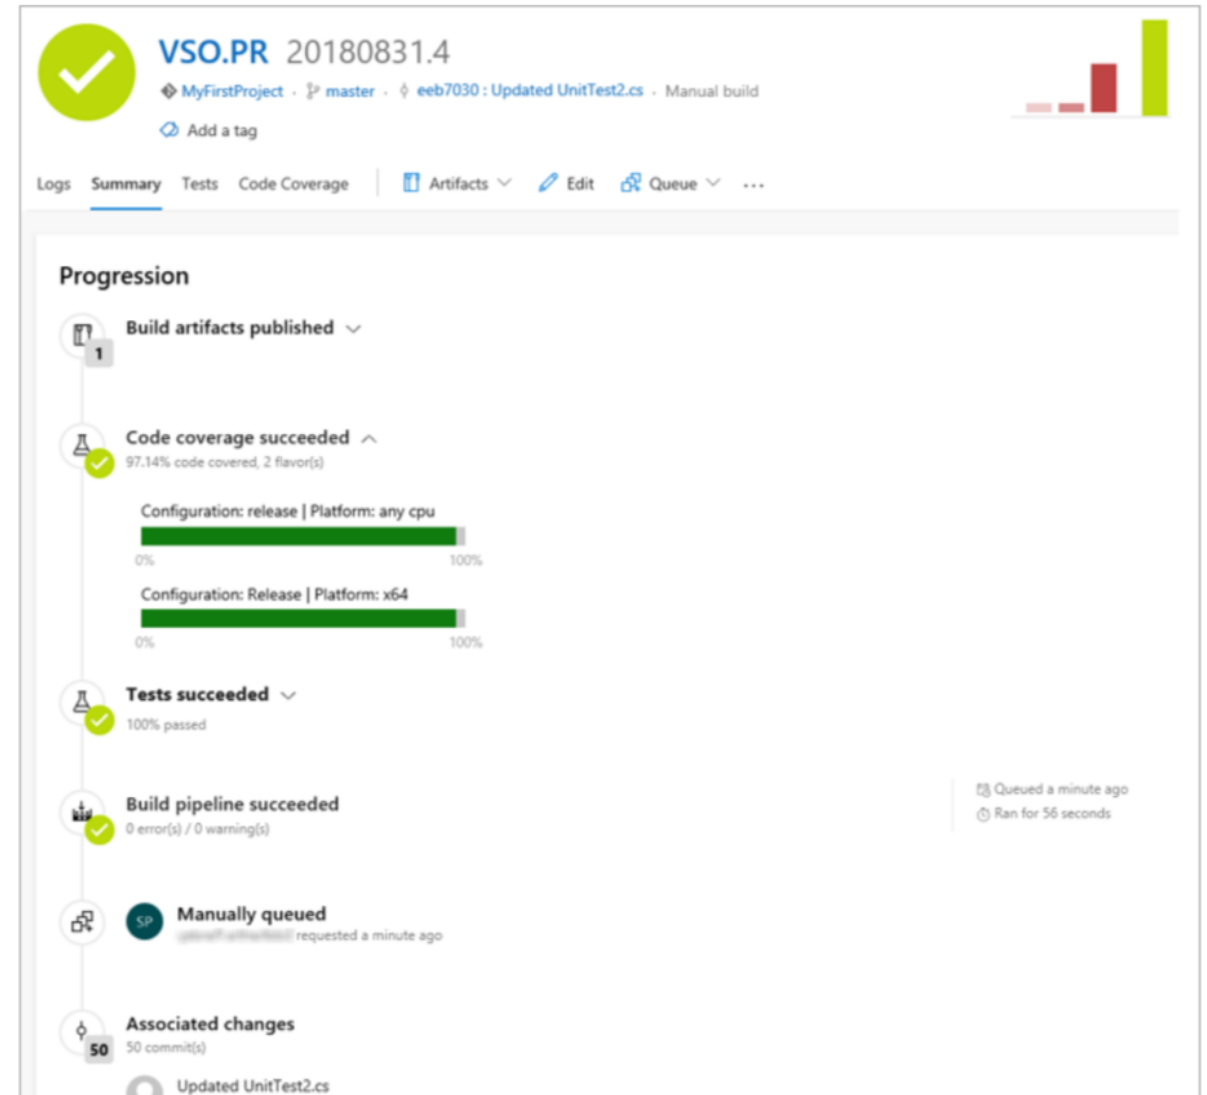 VSO.PR 20180831.4
MyFirstProject · master · eeb7030 : Updated UnitTest2.cs · Manual build
Add a tag
Logs Summary Tests Code Coverage Artifacts Edit Queue ...
Progression
Build artifacts published
1
Code coverage succeeded
97.14% code covered, 2 flavor(s)
Configuration: release | Platform: any cpu
0% 100%
Configuration: Release | Platform: x64
0% 100%
Tests succeeded
100% passed
Build pipeline succeeded
0 error(s) / 0 warning(s)
Queued a minute ago
Ran for 56 seconds
SP Manually queued
requested a minute ago
Associated changes
50 50 commit(s)
Updated UnitTest2.cs